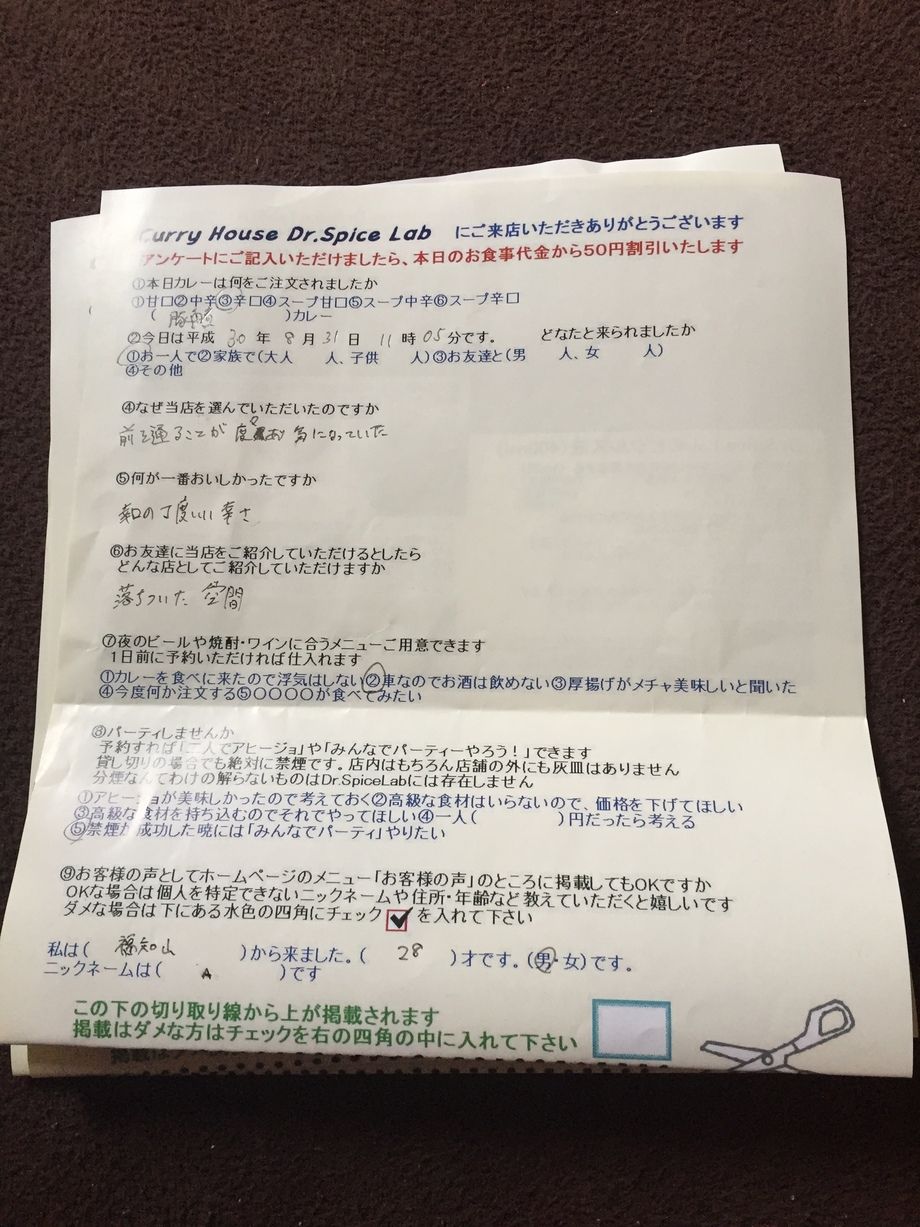 Curry House Dr.Spice Lab にご来店いただきありがとうございます
アンケートにご記入いただけましたら、本日のお食事代金から50円割引いたします
①本日カレーは何をご注文されましたか
①甘口②中辛③辛口④スープ甘口⑤スープ中辛⑥スープ辛口
( )カレー
②今日は平成 30 年 8 月 31 日 11 時 05 分です。 どなたと来られましたか
①お一人で②家族で(大人 人、子供 人)③お友達と(男 人、女 人)
④その他
④なぜ当店を選んでいただいたのですか
前を通ることが 度々あり 気になっていた
⑤何が一番おいしかったですか
丁度いい 辛さ
⑥お友達に当店をご紹介していただけるとしたら
どんな店としてご紹介していただけますか
落ちついた 空間
⑦夜のビールや焼酎・ワインに合うメニューご用意できます
1日前に予約いただければ仕入れます
①カレーを食べに来たので浮気はしない②車なのでお酒は飲めない③厚揚げがメチャ美味しいと聞いた
④今度何か注文する⑤〇〇〇〇が食べてみたい
⑧パーティしませんか
予約すれば「二人でアヒージョ」や「みんなでパーティーやろう!」できます
貸し切りの場合でも絶対に禁煙です。店内はもちろん店舗の外にも灰皿はありません
分煙なんてわけの解らないものはDr.SpiceLabには存在しません
①アヒージョが美味しかったので考えておく②高級な食材はいらないので、価格を下げてほしい
③高級な食材を持ち込むのでそれでやってほしい④一人( )円だったら考える
⑤禁煙が成功した暁には「みんなでパーティ」やりたい
⑨お客様の声としてホームページのメニュー「お客様の声」のところに掲載してもOKですか
OKな場合は個人を特定できないニックネームや住所・年齢など教えていただくと嬉しいです
ダメな場合は下にある水色の四角にチェック を入れて下さい
私は( 福知山 )から来ました。( 28 )才です。(男・女)です。
ニックネームは( A )です
この下の切り取り線から上が掲載されます
掲載はダメな方はチェックを右の四角の中に入れて下さい